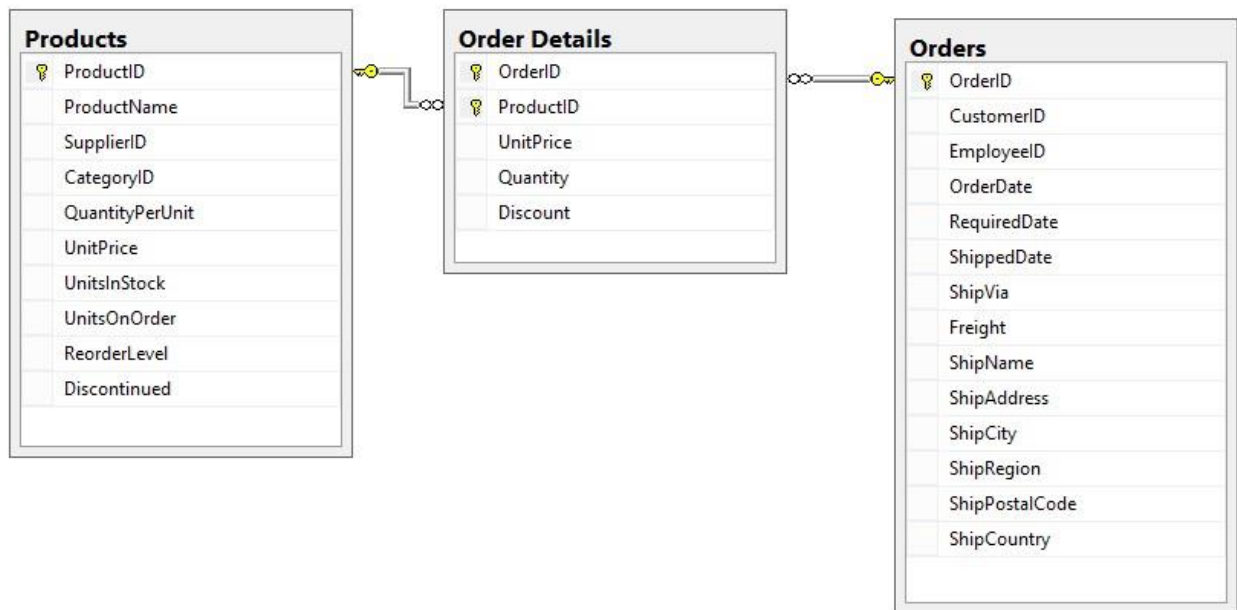 Products
ProductID
ProductName
SupplierID
CategoryID
QuantityPerUnit
UnitPrice
UnitsInStock
UnitsOnOrder
ReorderLevel
Discontinued
Order Details
OrderID
ProductID
UnitPrice
Quantity
Discount
Orders
OrderID
CustomerID
EmployeeID
OrderDate
RequiredDate
ShippedDate
ShipVia
Freight
ShipName
ShipAddress
ShipCity
ShipRegion
ShipPostalCode
ShipCountry